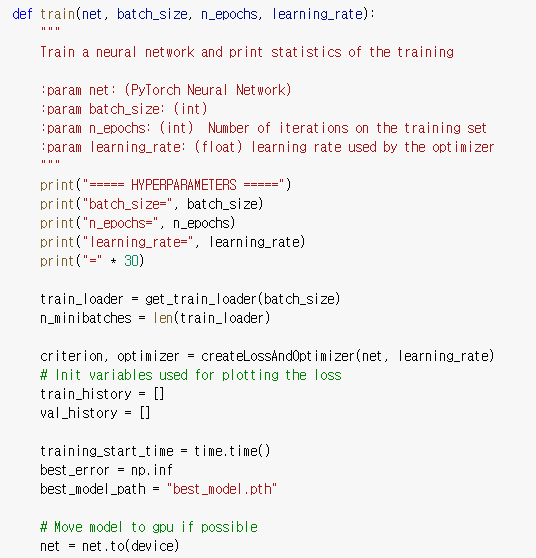 def train(net, batch_size, n_epochs, learning_rate):
    """
    Train a neural network and print statistics of the training

    :param net: (PyTorch Neural Network)
    :param batch_size: (int)
    :param n_epochs: (int)  Number of iterations on the training set
    :param learning_rate: (float) learning rate used by the optimizer
    """
    print("===== HYPERPARAMETERS =====")
    print("batch_size=", batch_size)
    print("n_epochs=", n_epochs)
    print("learning_rate=", learning_rate)
    print("=" * 30)

    train_loader = get_train_loader(batch_size)
    n_minibatches = len(train_loader)

    criterion, optimizer = createLossAndOptimizer(net, learning_rate)
    # Init variables used for plotting the loss
    train_history = []
    val_history = []

    training_start_time = time.time()
    best_error = np.inf
    best_model_path = "best_model.pth"

    # Move model to gpu if possible
    net = net.to(device)